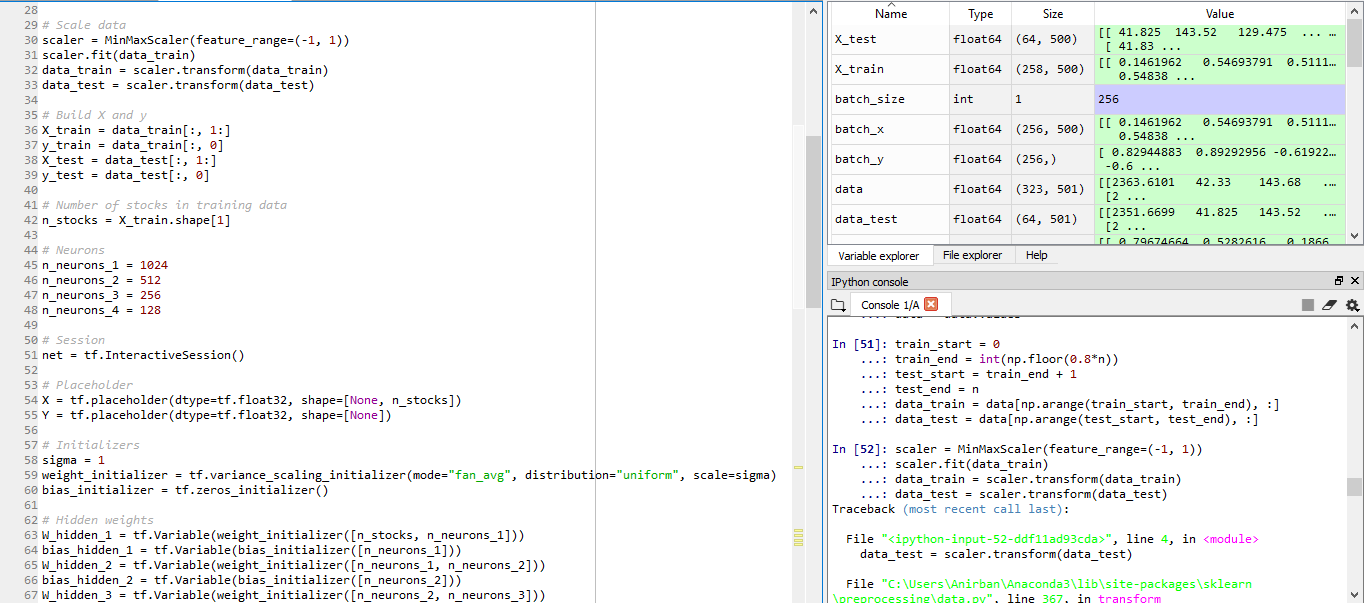 28
29 # Scale data
30 scaler = MinMaxScaler(feature_range=(-1, 1))
31 scaler.fit(data_train)
32 data_train = scaler.transform(data_train)
33 data_test = scaler.transform(data_test)
34
35 # Build X and y
36 X_train = data_train[:, 1:]
37 y_train = data_train[:, 0]
38 X_test = data_test[:, 1:]
39 y_test = data_test[:, 0]
40
41 # Number of stocks in training data
42 n_stocks = X_train.shape[1]
43
44 # Neurons
45 n_neurons_1 = 1024
46 n_neurons_2 = 512
47 n_neurons_3 = 256
48 n_neurons_4 = 128
49
50 # Session
51 net = tf.InteractiveSession()
52
53 # Placeholder
54 X = tf.placeholder(dtype=tf.float32, shape=[None, n_stocks])
55 Y = tf.placeholder(dtype=tf.float32, shape=[None])
56
57 # Initializers
58 sigma = 1
59 weight_initializer = tf.variance_scaling_initializer(mode="fan_avg", distribution="uniform", scale=sigma)
60 bias_initializer = tf.zeros_initializer()
61
62 # Hidden weights
63 W_hidden_1 = tf.Variable(weight_initializer([n_stocks, n_neurons_1]))
64 bias_hidden_1 = tf.Variable(bias_initializer([n_neurons_1]))
65 W_hidden_2 = tf.Variable(weight_initializer([n_neurons_1, n_neurons_2]))
66 bias_hidden_2 = tf.Variable(bias_initializer([n_neurons_2]))
67 W_hidden_3 = tf.Variable(weight_initializer([n_neurons_2, n_neurons_3]))
Name Type Size Value
X_test float64 (64, 500) [[ 41.825 143.52 129.475 ... …
[ 41.83 ...
X_train float64 (258, 500) [[ 0.1461962 0.54693791 0.5111…
0.54838 ...
batch_size int 1 256
batch_x float64 (256, 500) [[ 0.1461962 0.54693791 0.5111…
0.54838 ...
batch_y float64 (256,) [ 0.82944883 0.89292956 -0.61922…
-0.6 ...
data float64 (323, 501) [[2363.6101 42.33 143.68 .…
[2 ...
data_test float64 (64, 501) [[2351.6699 41.825 143.52 .…
[2 ...
[[ 0.79674664 0.5282616 0.1866
Variable explorer File explorer Help
IPython console
Console 1/A
In [51]: train_start = 0
...: train_end = int(np.floor(0.8*n))
...: test_start = train_end + 1
...: test_end = n
...: data_train = data[np.arange(train_start, train_end), :]
...: data_test = data[np.arange(test_start, test_end), :]
In [52]: scaler = MinMaxScaler(feature_range=(-1, 1))
...: scaler.fit(data_train)
...: data_train = scaler.transform(data_train)
...: data_test = scaler.transform(data_test)
Traceback (most recent call last):
File "<ipython-input-52-ddf11ad93cda>", line 4, in <module>
data_test = scaler.transform(data_test)
File "C:\Users\Anirban\Anaconda3\lib\site-packages\sklearn
\preprocessing\data.py", line 367, in transform